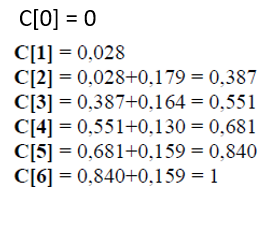 C[0] = 0
C[1] = 0,028
C[2] = 0,028+0,179 = 0,387
C[3] = 0,387+0,164 = 0,551
C[4] = 0,551+0,130 = 0,681
C[5] = 0,681+0,159 = 0,840
C[6] = 0,840+0,159 = 1